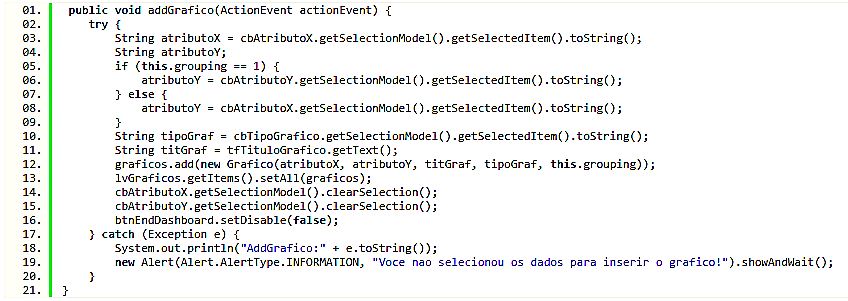 01. public void addGrafico(ActionEvent actionEvent) {
02. try {
03. String atributoX = cbAtributoX.getSelectionModel().getSelectedItem().toString();
04. String atributoY;
05. if (this.grouping == 1) {
06. atributoY = cbAtributoY.getSelectionModel().getSelectedItem().toString();
07. } else {
08. atributoY = cbAtributoX.getSelectionModel().getSelectedItem().toString();
09. }
10. String tipoGraf = cbTipoGrafico.getSelectionModel().getSelectedItem().toString();
11. String titGraf = tfTituloGrafico.getText();
12. graficos.add(new Grafico(atributoX, atributoY, titGraf, tipoGraf, this.grouping));
13. lvGraficos.getItems().setAll(graficos);
14. cbAtributoX.getSelectionModel().clearSelection();
15. cbAtributoY.getSelectionModel().clearSelection();
16. btnEndDashboard.setDisable(false);
17. } catch (Exception e) {
18. System.out.println("AddGrafico:" + e.toString());
19. new Alert(Alert.AlertType.INFORMATION, "Voce nao selecionou os dados para inserir o grafico!").showAndWait();
20. }
21. }